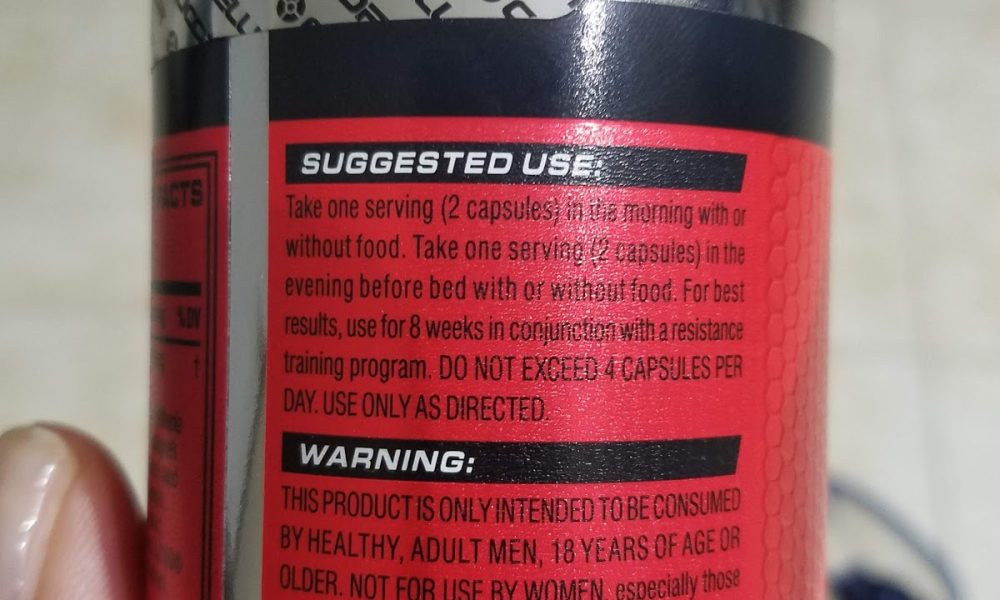 FACTS
%DV
†
SUGGESTED USE:
Take one serving (2 capsules) in the morning with or
without food. Take one serving (2 capsules) in the
evening before bed with or without food. For best
results, use for 8 weeks in conjunction with a resistance
training program. DO NOT EXCEED 4 CAPSULES PER
DAY. USE ONLY AS DIRECTED.
WARNING:
THIS PRODUCT IS ONLY INTENDED TO BE CONSUMED
BY HEALTHY, ADULT MEN, 18 YEARS OF AGE OR
OLDER. NOT FOR USE BY WOMEN, especially those